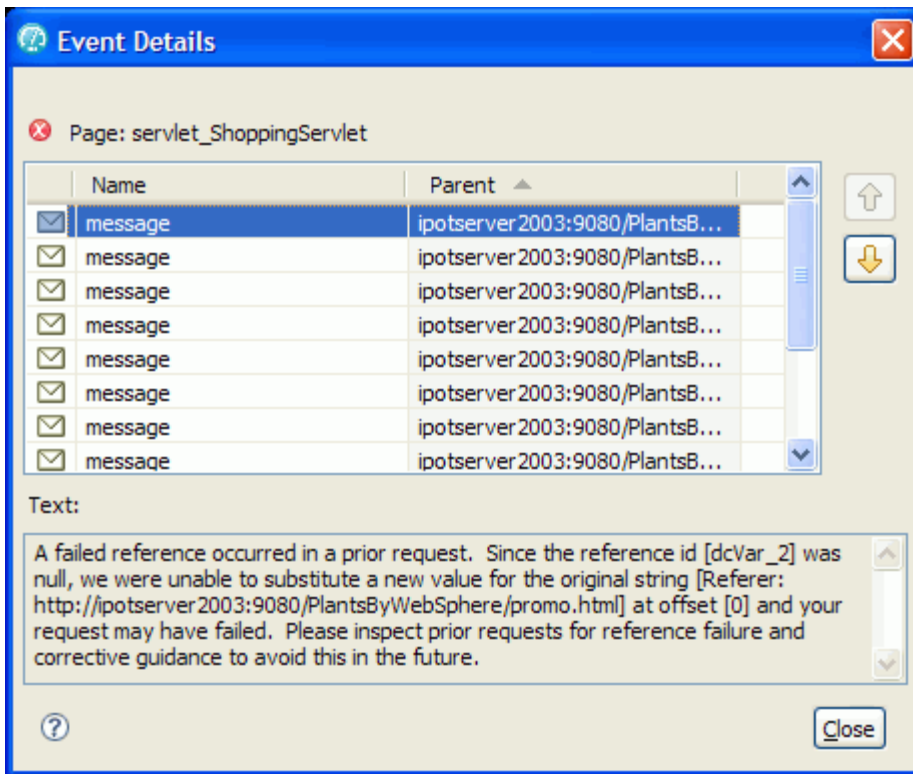 Event Details
Page: servlet_ShoppingServlet
Name Parent
message ipotserver2003:9080/PlantsB...
message ipotserver2003:9080/PlantsB...
message ipotserver2003:9080/PlantsB...
message ipotserver2003:9080/PlantsB...
message ipotserver2003:9080/PlantsB...
message ipotserver2003:9080/PlantsB...
message ipotserver2003:9080/PlantsB...
message ipotserver2003:9080/PlantsB...
Text:
A failed reference occurred in a prior request.  Since the reference id [dcVar_2] was
null, we were unable to substitute a new value for the original string [Referer:
http://ipotserver2003:9080/PlantsByWebSphere/promo.html] at offset [0] and your
request may have failed.  Please inspect prior requests for reference failure and
corrective guidance to avoid this in the future.
? Close